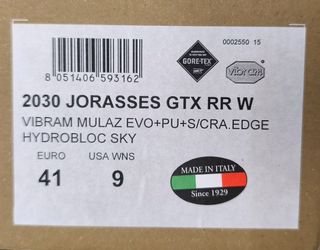 0002550 15
GORE-TEX
vibram
8 051406 593162
2030 JORASSES GTX RR W
VIBRAM MULAZ EVO+PU+S/CRA.EDGE
HYDROBLOC SKY
EURO USA WNS
41 9
MADE IN ITALY
Since 1929